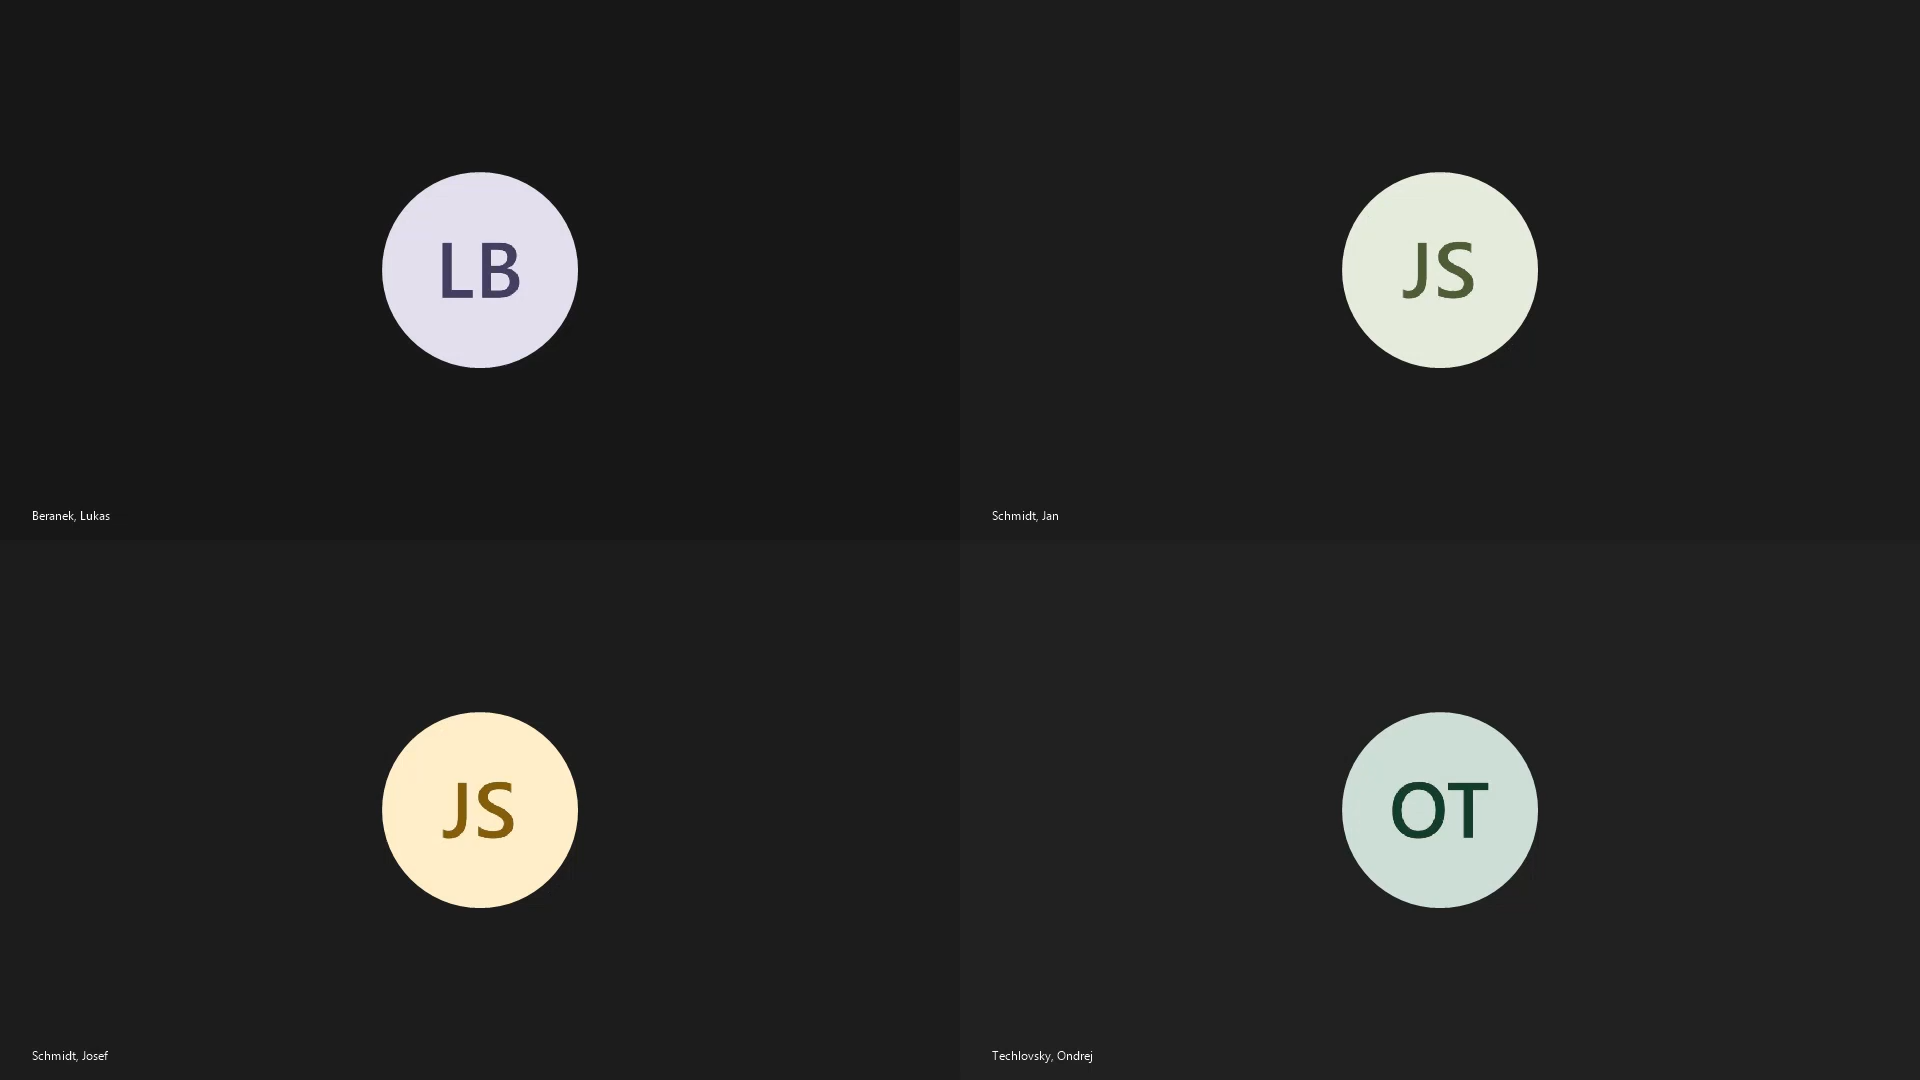 LB
Beranek, Lukas
JS
Schmidt, Jan
JS
Schmidt, Josef
OT
Techlovsky, Ondrej